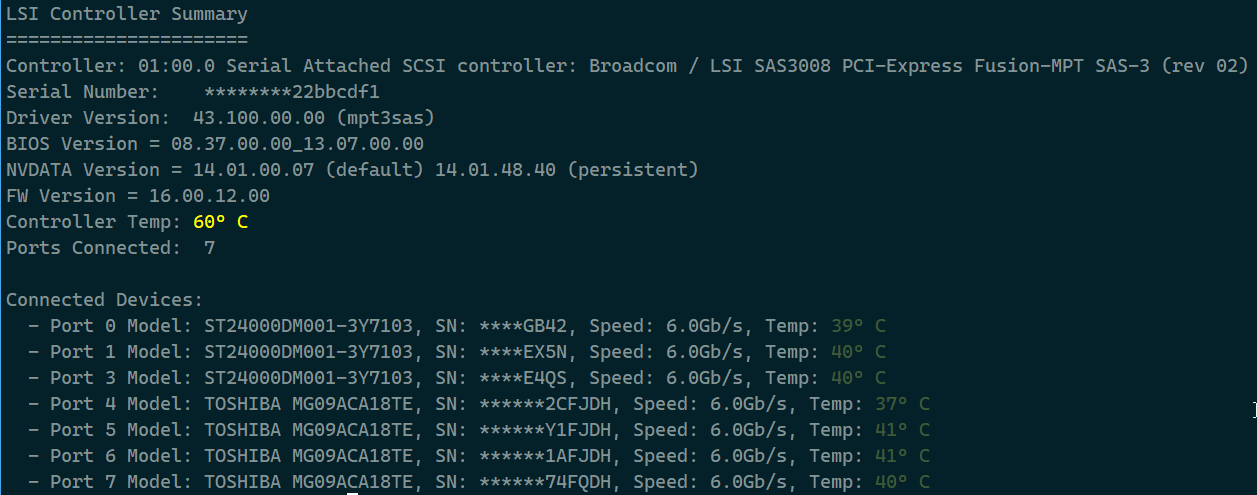 LSI Controller Summary
======================
Controller: 01:00.0 Serial Attached SCSI controller: Broadcom / LSI SAS3008 PCI-Express Fusion-MPT SAS-3 (rev 02)
Serial Number:    ********22bbcdf1
Driver Version:  43.100.00.00 (mpt3sas)
BIOS Version = 08.37.00.00_13.07.00.00
NVDATA Version = 14.01.00.07 (default) 14.01.48.40 (persistent)
FW Version = 16.00.12.00
Controller Temp: 60° C
Ports Connected:  7
Connected Devices:
  - Port 0 Model: ST24000DM001-3Y7103, SN: ****GB42, Speed: 6.0Gb/s, Temp: 39° C
  - Port 1 Model: ST24000DM001-3Y7103, SN: ****EX5N, Speed: 6.0Gb/s, Temp: 40° C
  - Port 3 Model: ST24000DM001-3Y7103, SN: ****E4QS, Speed: 6.0Gb/s, Temp: 40° C
  - Port 4 Model: TOSHIBA MG09ACA18TE, SN: ******2CFJDH, Speed: 6.0Gb/s, Temp: 37° C
  - Port 5 Model: TOSHIBA MG09ACA18TE, SN: ******Y1FJDH, Speed: 6.0Gb/s, Temp: 41° C
  - Port 6 Model: TOSHIBA MG09ACA18TE, SN: ******1AFJDH, Speed: 6.0Gb/s, Temp: 41° C
  - Port 7 Model: TOSHIBA MG09ACA18TE, SN: ******74FQDH, Speed: 6.0Gb/s, Temp: 40° C